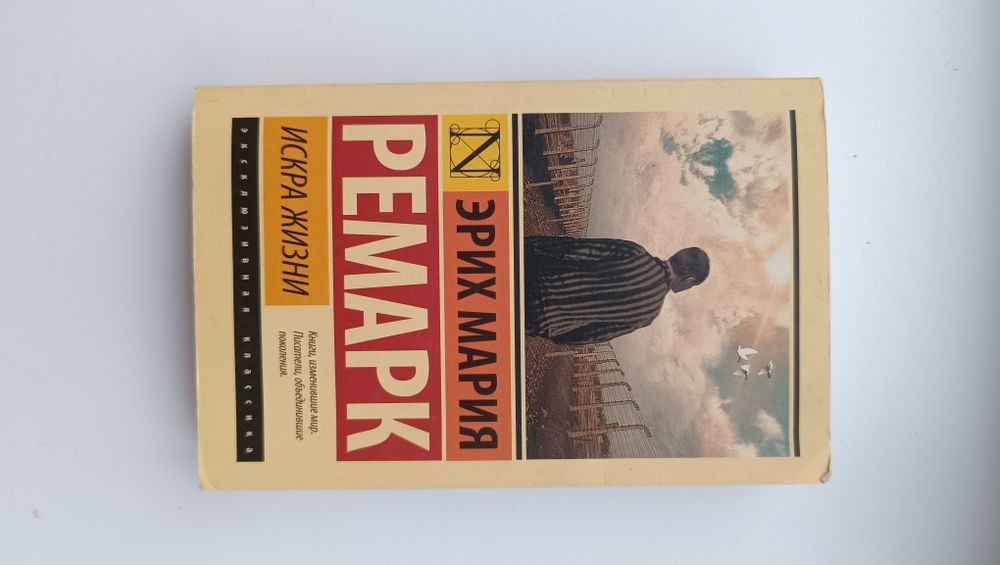 ЭРИХ МАРИЯ
РЕМАРК
ИСКРА ЖИЗНИ
Книги, изменившие мир.
Писатели, объединившие
поколения.
эксклюзивная классика